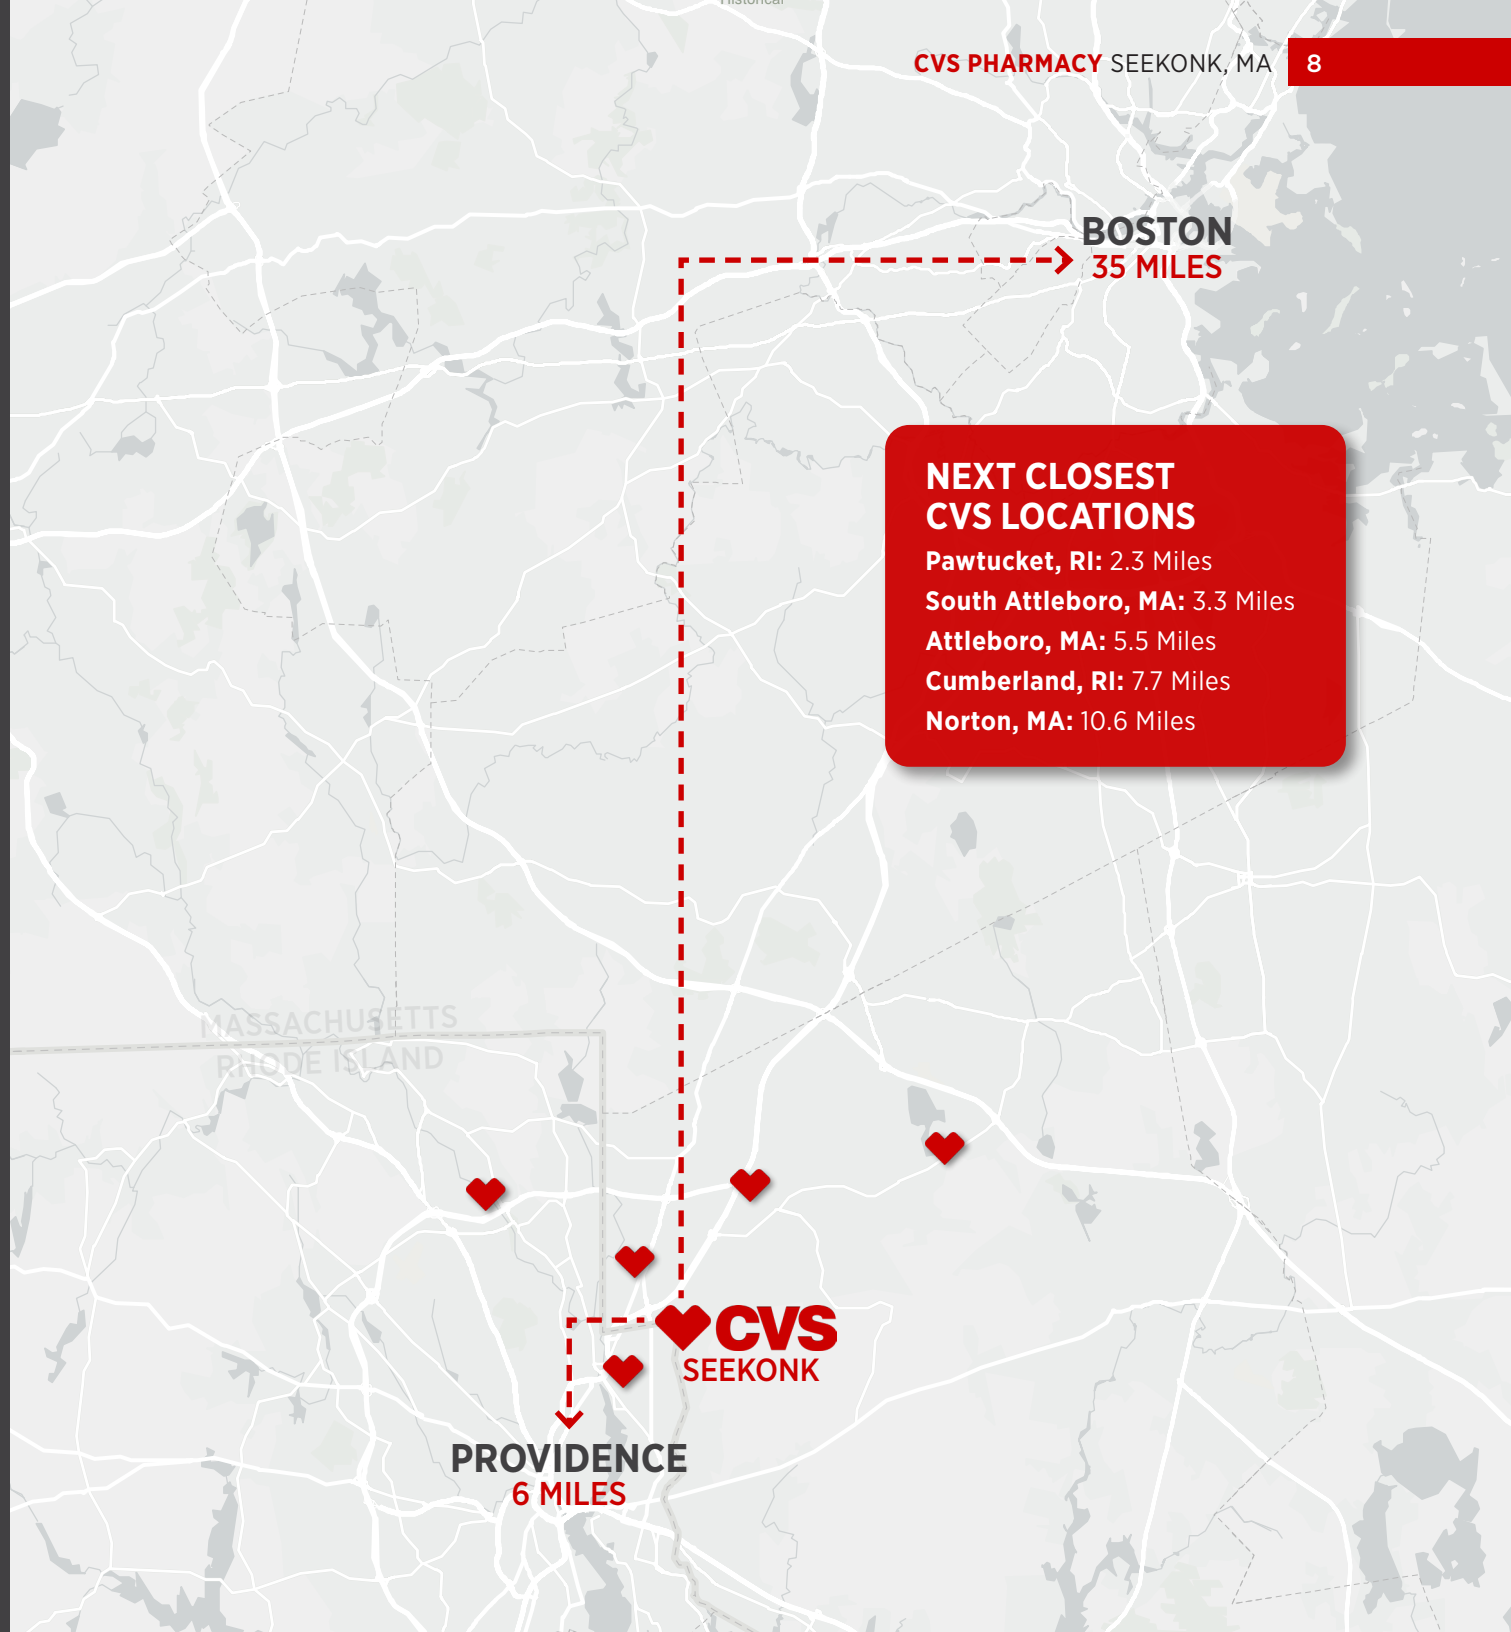 Historical
CVS PHARMACY SEEKONK, MA 8
BOSTON
35 MILES
NEXT CLOSEST
CVS LOCATIONS
Pawtucket, RI: 2.3 Miles
South Attleboro, MA: 3.3 Miles
Attleboro, MA: 5.5 Miles
Cumberland, RI: 7.7 Miles
Norton, MA: 10.6 Miles
MASSACHUSETTS
RHODE ISLAND
CVS
SEEKONK
PROVIDENCE
6 MILES